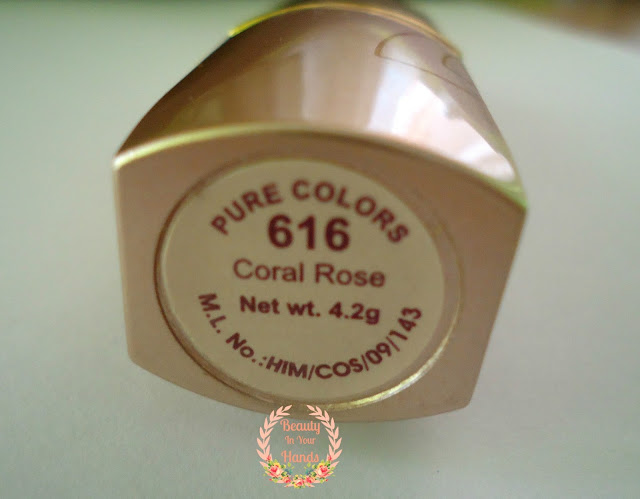 PURE COLORS
616
Coral Rose
Net wt. 4.2g
M.L. No.:HIM/COS/09/143
Beauty
In Your
Hands